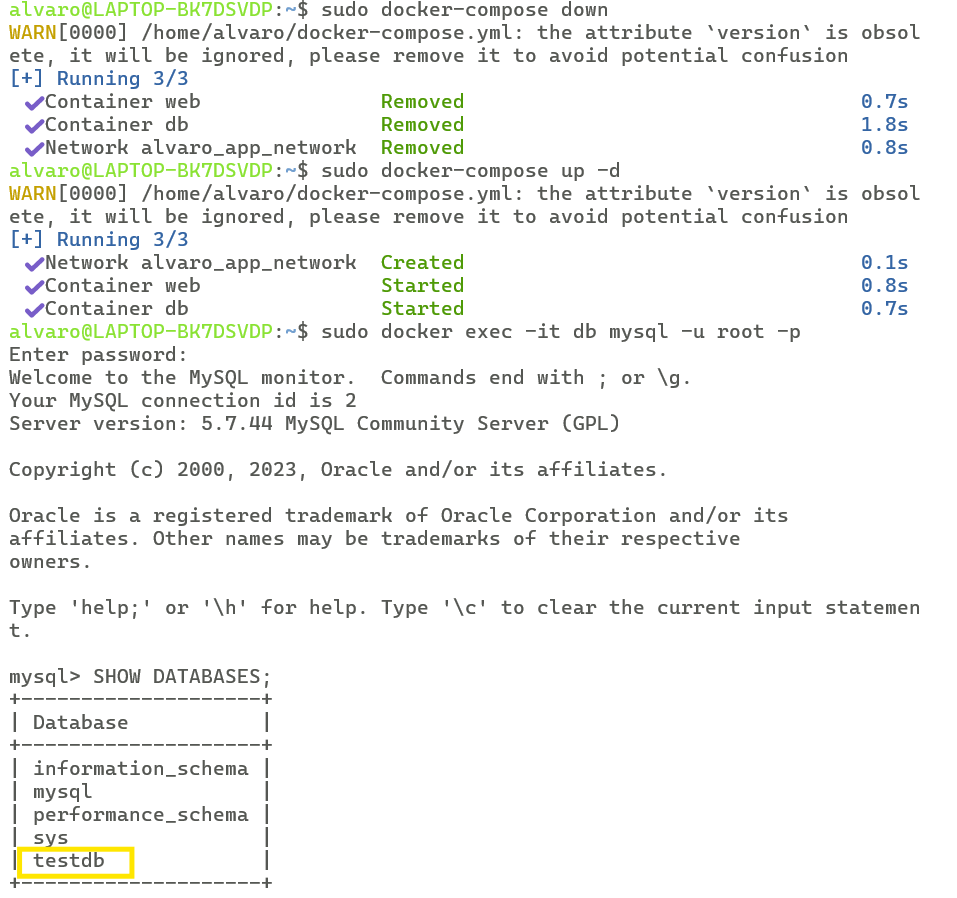 alvaro@LAPTOP-BK7DSVDP:~$ sudo docker-compose down
WARN[0000] /home/alvaro/docker-compose.yml: the attribute `version` is obsol
ete, it will be ignored, please remove it to avoid potential confusion
[+] Running 3/3
✔Container web Removed 0.7s
✔Container db Removed 1.8s
✔Network alvaro_app_network Removed 0.8s
alvaro@LAPTOP-BK7DSVDP:~$ sudo docker-compose up -d
WARN[0000] /home/alvaro/docker-compose.yml: the attribute `version` is obsol
ete, it will be ignored, please remove it to avoid potential confusion
[+] Running 3/3
✔Network alvaro_app_network Created 0.1s
✔Container web Started 0.8s
✔Container db Started 0.7s
alvaro@LAPTOP-BK7DSVDP:~$ sudo docker exec -it db mysql -u root -p
Enter password:
Welcome to the MySQL monitor.  Commands end with ; or \g.
Your MySQL connection id is 2
Server version: 5.7.44 MySQL Community Server (GPL)
Copyright (c) 2000, 2023, Oracle and/or its affiliates.
Oracle is a registered trademark of Oracle Corporation and/or its
affiliates. Other names may be trademarks of their respective
owners.
Type 'help;' or '\h' for help. Type '\c' to clear the current input statemen
t.
mysql> SHOW DATABASES;
+--------------------+
| Database           |
+--------------------+
| information_schema |
| mysql              |
| performance_schema |
| sys                |
| testdb             |
+--------------------+